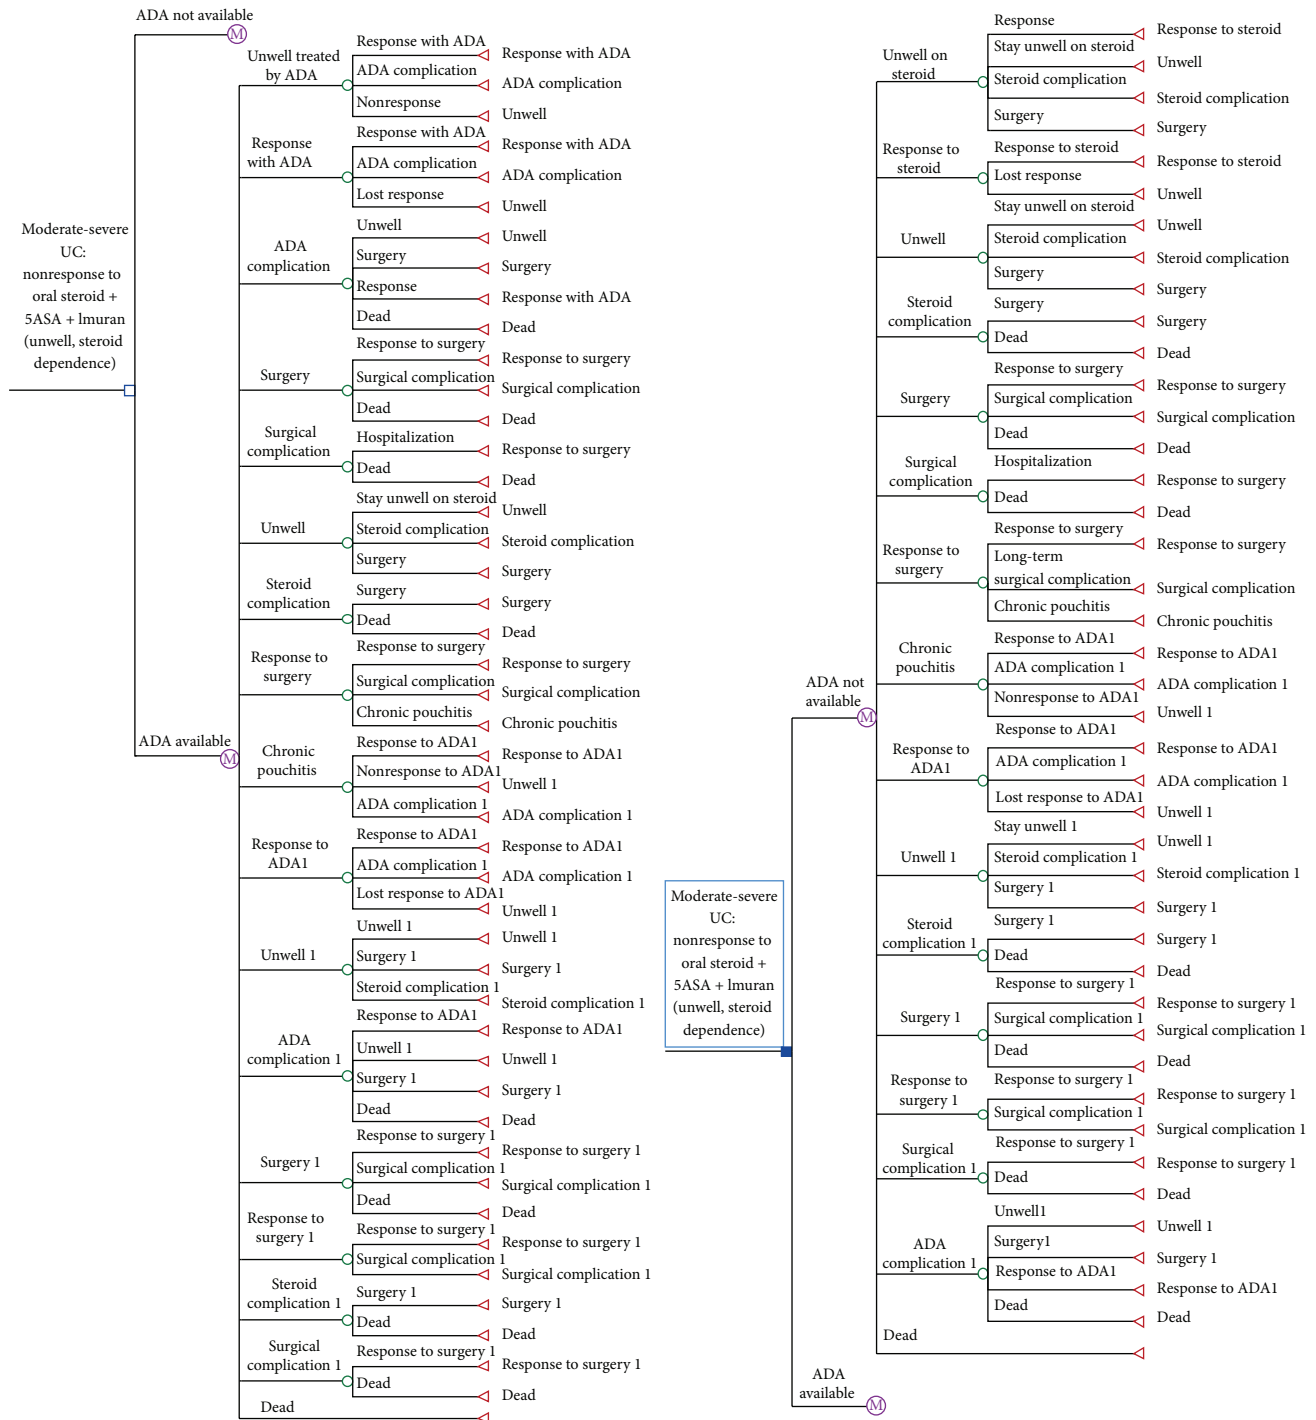 ADA not available
M
Moderate-severe
UC:
nonresponse to
oral steroid +
5ASA + lmuran
(unwell, steroid
dependence)
ADA available
M
Unwell treated
by ADA
Response with ADA
Response with ADA
ADA complication
ADA complication
Nonresponse
Unwell
Response
with ADA
Response with ADA
Response with ADA
ADA complication
ADA complication
Lost response
Unwell
ADA
complication
Unwell
Unwell
Surgery
Surgery
Response
Response with ADA
Dead
Dead
Surgery
Response to surgery
Response to surgery
Surgical complication
Surgical complication
Dead
Dead
Surgical
complication
Hospitalization
Response to surgery
Dead
Dead
Unwell
Stay unwell on steroid
Unwell
Steroid complication
Steroid complication
Surgery
Surgery
Steroid
complication
Surgery
Surgery
Dead
Dead
Response to
surgery
Response to surgery
Response to surgery
Surgical complication
Surgical complication
Chronic pouchitis
Chronic pouchitis
Chronic
pouchitis
Response to ADA1
Response to ADA1
Nonresponse to ADA1
Unwell 1
ADA complication 1
ADA complication 1
Response to
ADA1
Response to ADA1
Response to ADA1
ADA complication 1
ADA complication 1
Lost response to ADA1
Unwell 1
Unwell 1
Unwell 1
Unwell 1
Surgery 1
Surgery 1
Steroid complication 1
Steroid complication 1
ADA
complication 1
Response to ADA1
Response to ADA1
Unwell 1
Unwell 1
Surgery 1
Surgery 1
Dead
Dead
Surgery 1
Response to surgery 1
Response to surgery 1
Surgical complication 1
Surgical complication 1
Dead
Dead
Response to
surgery 1
Response to surgery 1
Response to surgery 1
Surgical complication 1
Surgical complication 1
Steroid
complication 1
Surgery 1
Surgery 1
Dead
Dead
Surgical
complication 1
Response to surgery 1
Response to surgery 1
Dead
Dead
Dead
Moderate-severe
UC:
nonresponse to
oral steroid +
5ASA + lmuran
(unwell, steroid
dependence)
ADA not
available
M
Unwell on
steroid
Response
Response to steroid
Stay unwell on steroid
Unwell
Steroid complication
Steroid complication
Surgery
Surgery
Response to
steroid
Response to steroid
Response to steroid
Lost response
Unwell
Unwell
Stay unwell on steroid
Unwell
Steroid complication
Steroid complication
Surgery
Surgery
Steroid
complication
Surgery
Surgery
Dead
Dead
Surgery
Response to surgery
Response to surgery
Surgical complication
Surgical complication
Dead
Dead
Surgical
complication
Hospitalization
Response to surgery
Dead
Dead
Response to
surgery
Response to surgery
Response to surgery
Long-term
surgical complication
Surgical complication
Chronic pouchitis
Chronic pouchitis
Chronic
pouchitis
Response to ADA1
Response to ADA1
ADA complication 1
ADA complication 1
Nonresponse to ADA1
Unwell 1
Response to
ADA1
Response to ADA1
Response to ADA1
ADA complication 1
ADA complication 1
Lost response to ADA1
Unwell 1
Unwell 1
Stay unwell 1
Unwell 1
Steroid complication 1
Steroid complication 1
Surgery 1
Surgery 1
Steroid
complication 1
Surgery 1
Surgery 1
Dead
Dead
Surgery 1
Response to surgery 1
Response to surgery 1
Surgical complication 1
Surgical complication 1
Dead
Dead
Response to
surgery 1
Response to surgery 1
Response to surgery 1
Surgical complication 1
Surgical complication 1
Surgical
complication 1
Response to surgery 1
Response to surgery 1
Dead
Dead
ADA
complication 1
Unwell1
Unwell 1
Surgery1
Surgery 1
Response to ADA1
Response to ADA1
Dead
Dead
Dead
ADA
available
M